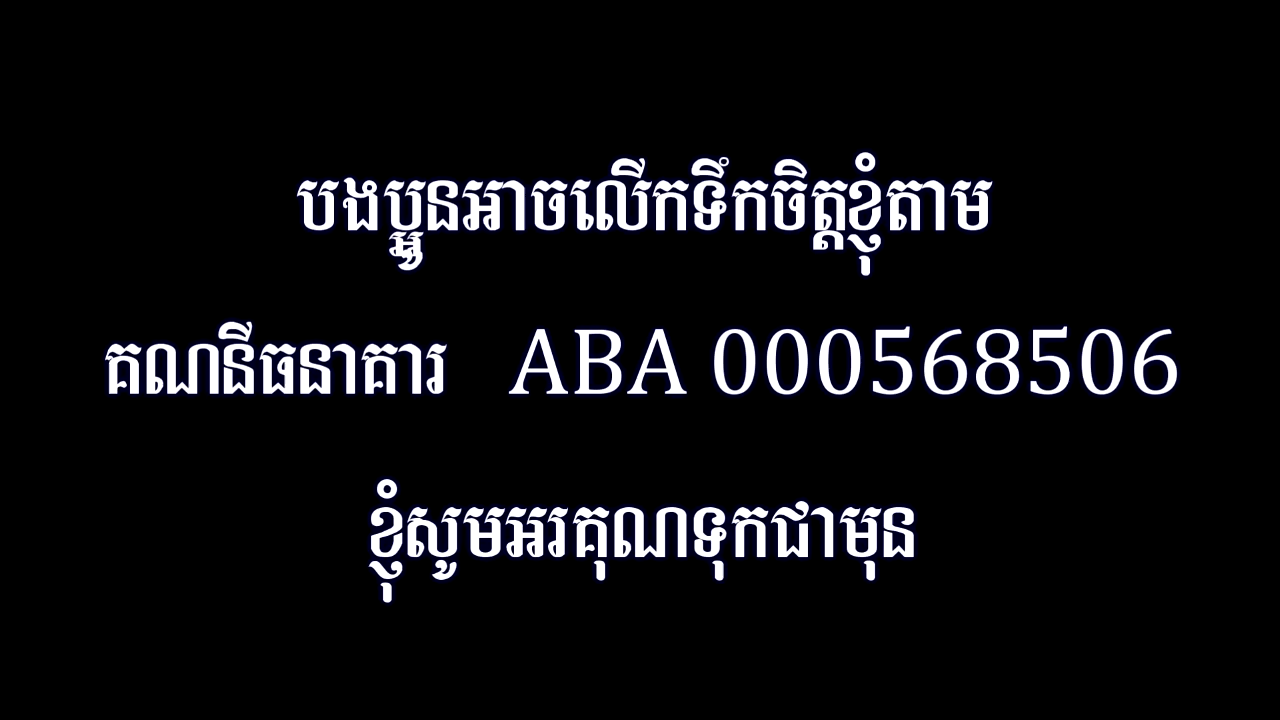 បងប្អូនអាចលើកទឹកចិត្តខ្ញុំតាម
គណនីធនាគារ ABA 000568506
ខ្ញុំសូមអរគុណទុកជាមុន